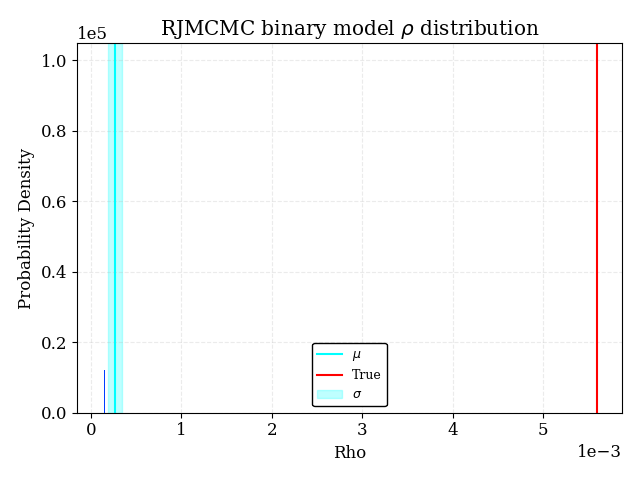 RJMCMC binary model ρ distribution
1e5
1.0
0.8
0.6
0.4
0.2
0.0
Probability Density
μ
True
σ
0 1 2 3 4 5
1e−3
Rho